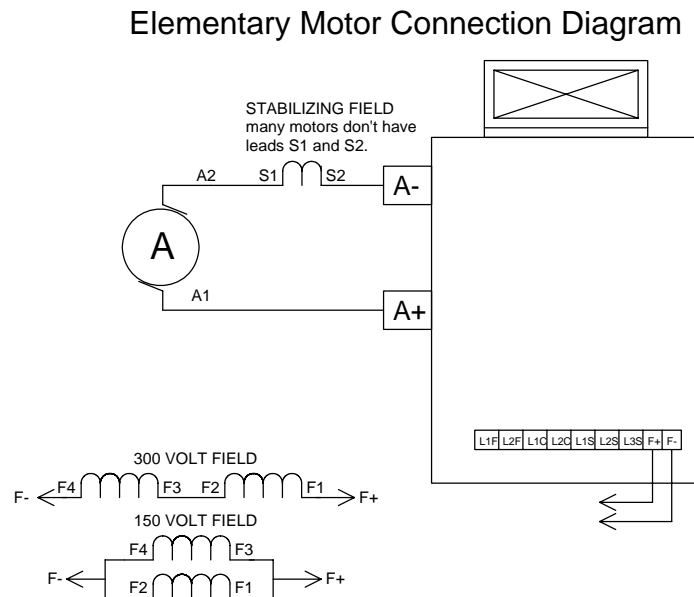 Elementary Motor Connection Diagram
STABILIZING FIELD
many motors don't have
leads S1 and S2.
A2 S1 S2 A-
A
A1 A+
L1F L2F L1C L2C L1S L2S L3S F+ F-
300 VOLT FIELD
F- F4 F3 F2 F1 F+
150 VOLT FIELD
F4 F3
F- F+
F2 F1